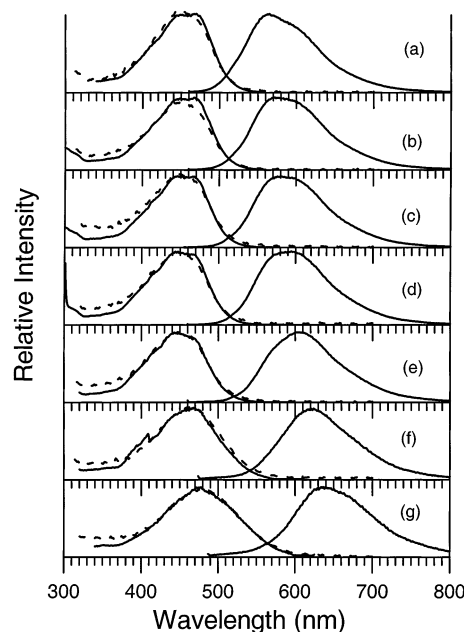 (a)
(b)
(c)
(d)
(e)
(f)
(g)
Relative Intensity
300 400 500 600 700 800
Wavelength (nm)